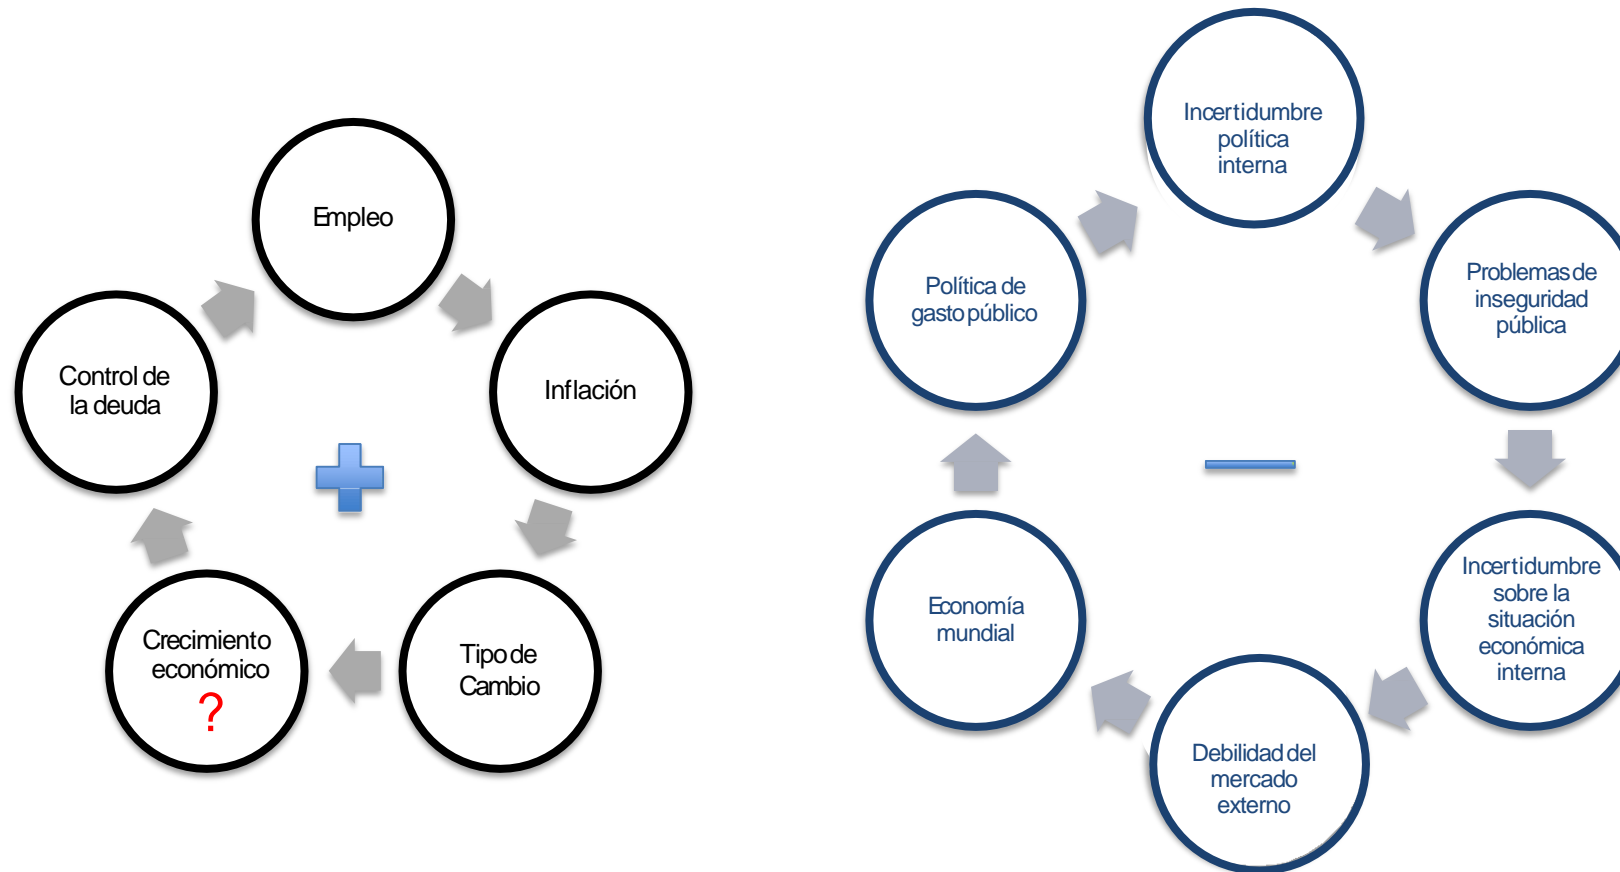 Empleo
Inflación
Tipo de
Cambio
Crecimiento
económico
?
Control de
la deuda
Incertidumbre
política
interna
Problemas de
inseguridad
pública
Incertidumbre
sobre la
situación
económica
interna
Debilidad del
mercado
externo
Economía
mundial
Política de
gasto público